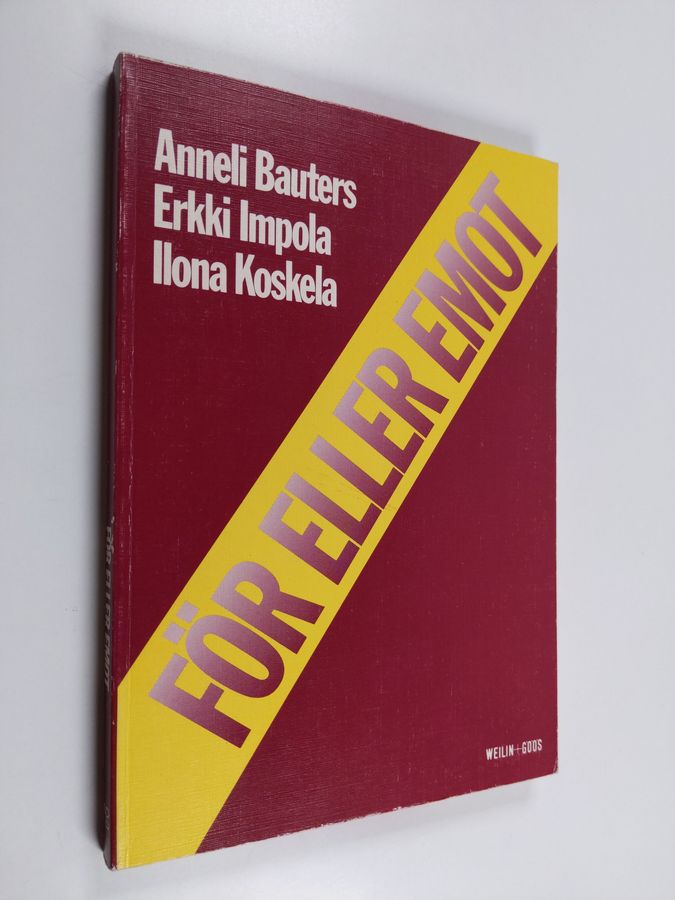 Anneli Bauters
Erkki Impola
Ilona Koskela
FÖR ELLER EMOT
WEILIN+GÖÖS
FÖR ELLER EMOT